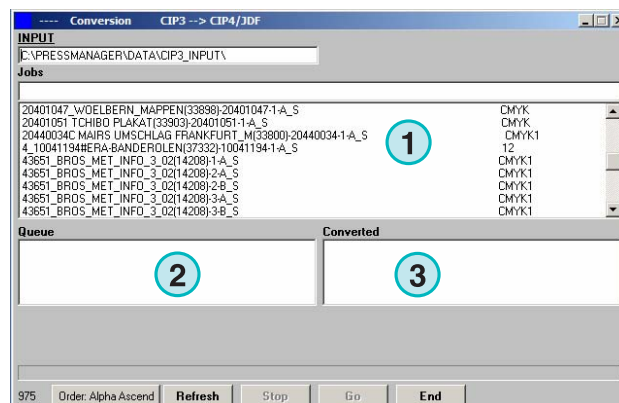 ---- Conversion CIP3 --> CIP4/JDF
INPUT
C:\PRESSMANAGER\DATA\CIP3_INPUT\
Jobs
20401047_WOELBERN_MAPPEN(33898)-20401047-1-A_S CMYK
20401051 TCHIBO PLAKAT(33903)-20401051-1-A_S CMYK
20440034C MAIRS UMSCHLAG FRANKFURT_M(33800)-20440034-1-A_S CMYK1
4_10041194#ERA-BANDEROLEN(37332)-10041194-1-A_S 12
43651_BROS_MET_INFO_3_02(14208)-1-A_S CMYK1
43651_BROS_MET_INFO_3_02(14208)-2-A_S CMYK1
43651_BROS_MET_INFO_3_02(14208)-2-B_S CMYK1
43651_BROS_MET_INFO_3_02(14208)-3-A_S CMYK1
43651_BROS_MET_INFO_3_02(14208)-3-B_S CMYK1
1
Queue Converted
2 3
975 Order: Alpha Ascend Refresh Stop Go End